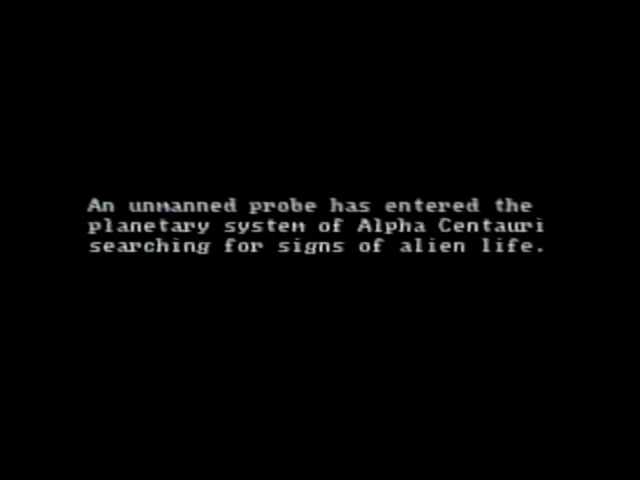 An unmanned probe has entered the
planetary system of Alpha Centauri
searching for signs of alien life.